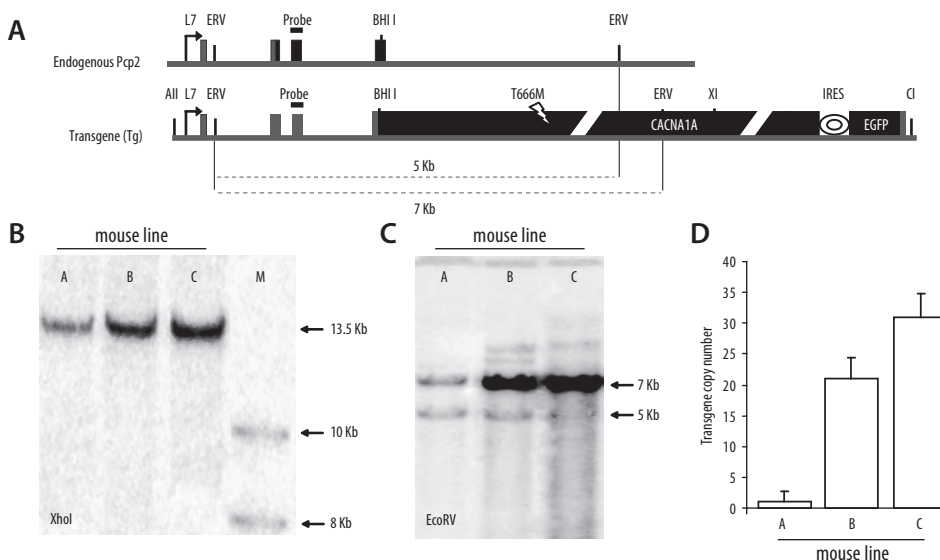 A
L7 ERV Probe BHI I ERV
Endogenous Pcp2
AII L7 ERV Probe BHI I T666M ERV XI IRES CI
Transgene (Tg) CACNA1A EGFP
5 Kb
7 Kb
B
mouse line
A B C M
13.5 Kb
10 Kb
8 Kb
XhoI
C
mouse line
A B C
7 Kb
5 Kb
EcoRV
D
Transgene copy number
40
35
30
25
20
15
10
5
0
A B C
mouse line